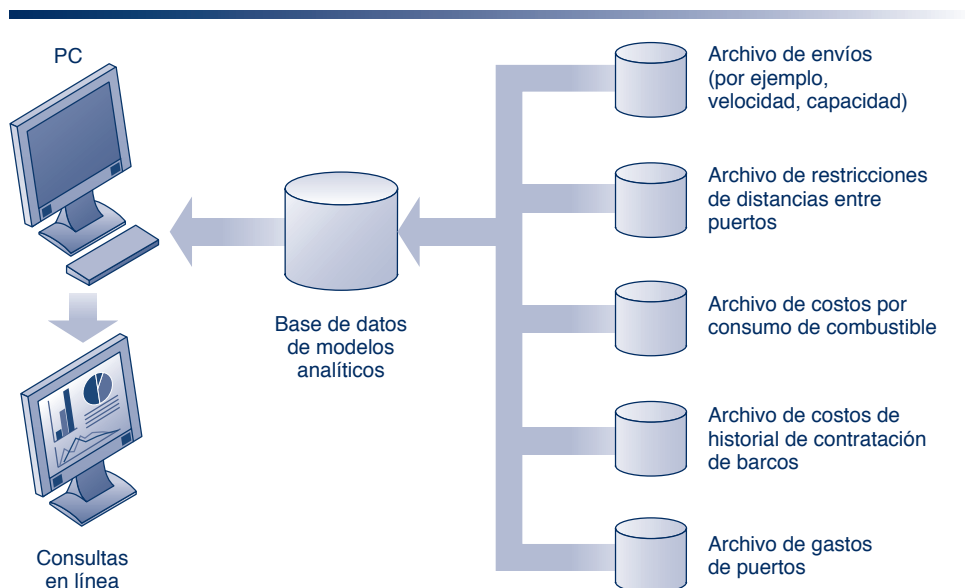 PC
Archivo de envíos
(por ejemplo,
velocidad, capacidad)
Archivo de restricciones
de distancias entre
puertos
Base de datos
de modelos
analíticos
Archivo de costos por
consumo de combustible
Archivo de costos de
historial de contratación
de barcos
Consultas
en línea
Archivo de gastos
de puertos